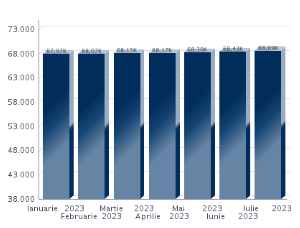 73.000
68.000
63.000
58.000
53.000
48.000
43.000
38.000
67,97K 68,07K 68,15K 68,17K 68,30K 68,43K 68,69K
Ianuarie 2023 Martie 2023 Mai 2023 Iulie 2023
Februarie 2023 Aprilie 2023 Iunie 2023